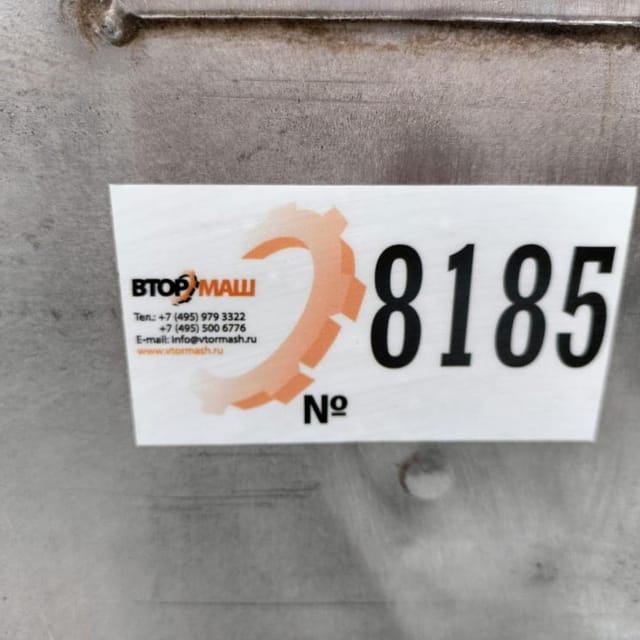 ВТОРМАШ
Тел.: +7 (495) 979 3322
+7 (495) 500 6776
E-mail: info@vtormash.ru
www.vtormash.ru
№
8185